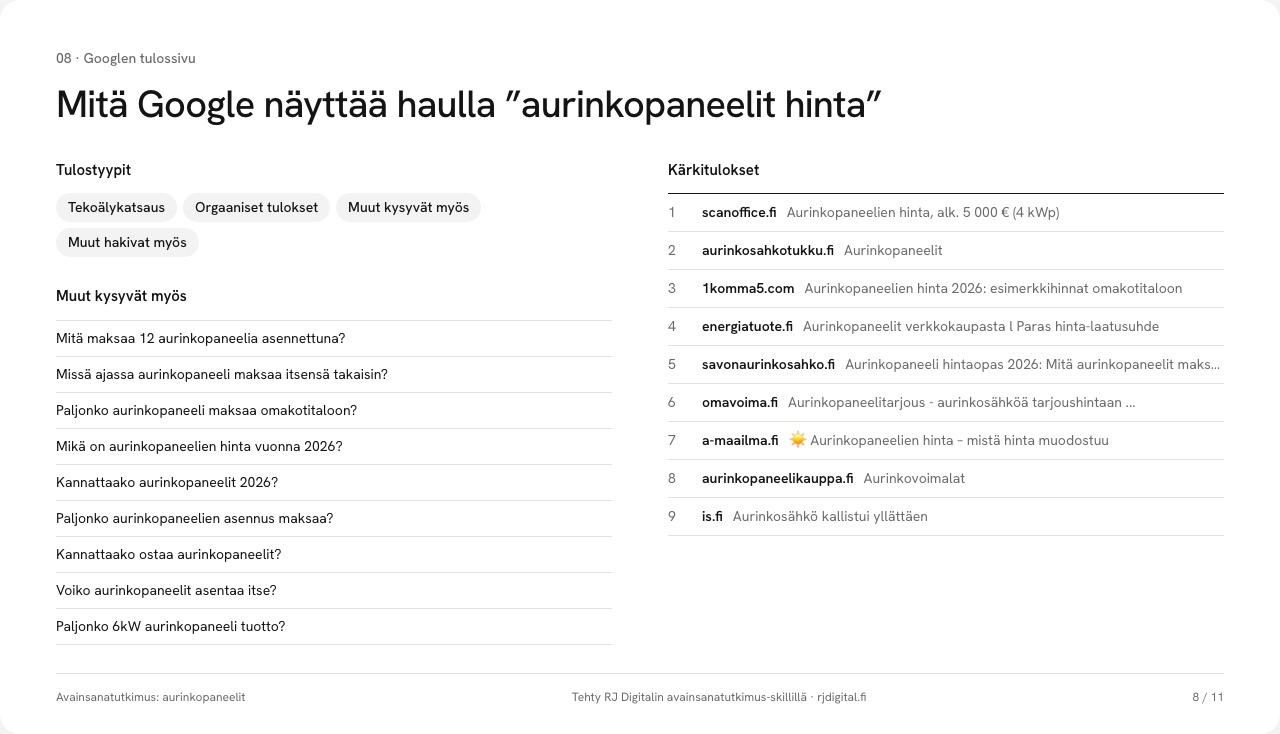 08 · Googlen tulossivu
Mitä Google näyttää haulla ”aurinkopaneelit hinta”
Tulostyypit
Tekoälykatsaus
Orgaaniset tulokset
Muut kysyvät myös
Muut hakivat myös
Muut kysyvät myös
Mitä maksaa 12 aurinkopaneelia asennettuna?
Missä ajassa aurinkopaneeli maksaa itsensä takaisin?
Paljonko aurinkopaneeli maksaa omakotitaloon?
Mikä on aurinkopaneelien hinta vuonna 2026?
Kannattaako aurinkopaneelit 2026?
Paljonko aurinkopaneelien asennus maksaa?
Kannattaako ostaa aurinkopaneelit?
Voiko aurinkopaneelit asentaa itse?
Paljonko 6kW aurinkopaneeli tuotto?
Kärkitulokset
1 scanoffice.fi Aurinkopaneelien hinta, alk. 5 000 € (4 kWp)
2 aurinkosahkotukku.fi Aurinkopaneelit
3 1komma5.com Aurinkopaneelien hinta 2026: esimerkkihinnat omakotitaloon
4 energiatuote.fi Aurinkopaneelit verkkokaupasta l Paras hinta-laatusuhde
5 savonaurinkosahko.fi Aurinkopaneeli hintaopas 2026: Mitä aurinkopaneelit maks...
6 omavoima.fi Aurinkopaneelitarjous - aurinkosähköä tarjoushintaan ...
7 a-maailma.fi ☀️ Aurinkopaneelien hinta – mistä hinta muodostuu
8 aurinkopaneelikauppa.fi Aurinkovoimalat
9 is.fi Aurinkosähkö kallistui yllättäen
Avainsanatutkimus: aurinkopaneelit
Tehty RJ Digitalin avainsanatutkimus-skillillä · rjdigital.fi
8 / 11